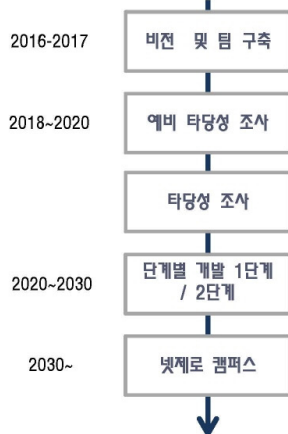 2016-2017
비전 및 팀 구축
2018~2020
예비 타당성 조사
타당성 조사
2020~2030
단계별 개발 1단계
/ 2단계
2030~
넷제로 캠퍼스